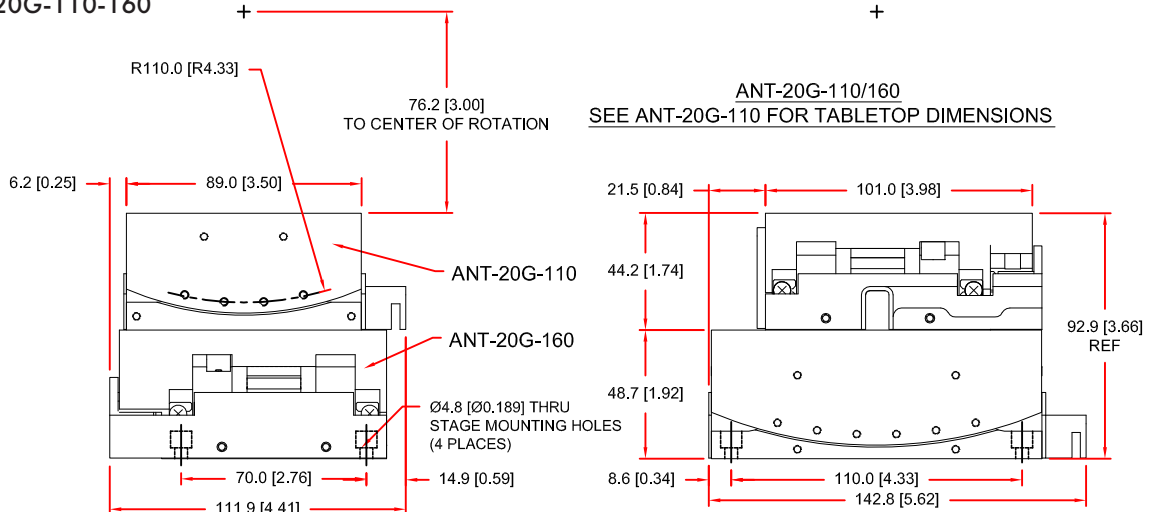 20G-110-160
R110.0 [R4.33]
76.2 [3.00]
TO CENTER OF ROTATION
6.2 [0.25]
89.0 [3.50]
ANT-20G-110
ANT-20G-160
Ø4.8 [Ø0.189] THRU
STAGE MOUNTING HOLES
(4 PLACES)
70.0 [2.76]
14.9 [0.59]
111.9 [4.41]
ANT-20G-110/160
SEE ANT-20G-110 FOR TABLETOP DIMENSIONS
21.5 [0.84]
101.0 [3.98]
44.2 [1.74]
92.9 [3.66]
REF
48.7 [1.92]
8.6 [0.34]
110.0 [4.33]
142.8 [5.62]